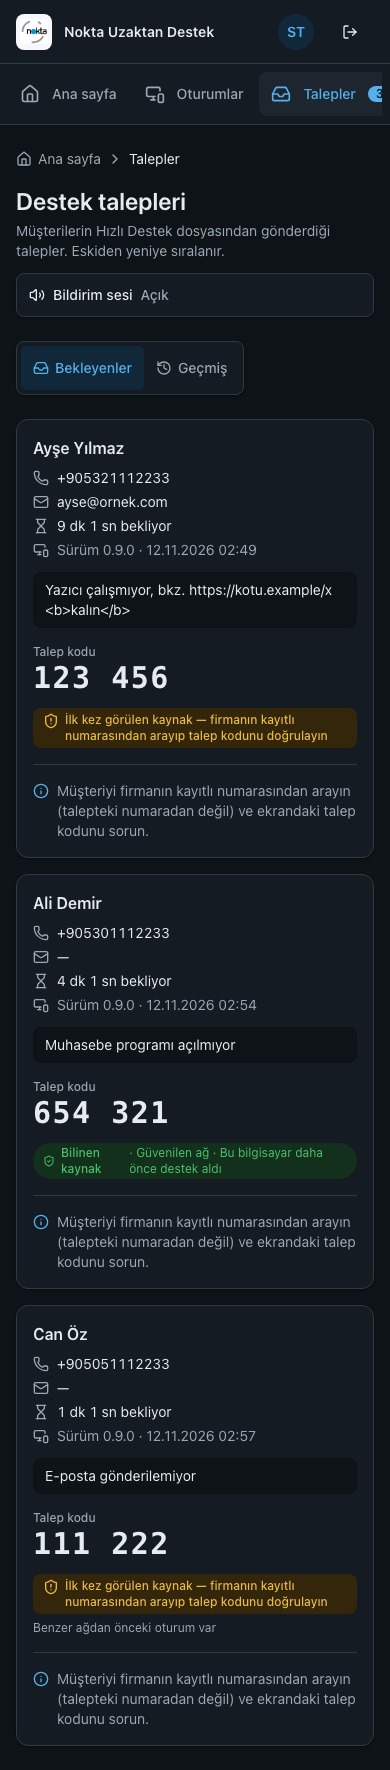 nokta
Nokta Uzaktan Destek
ST
Ana sayfa
Oturumlar
Talepler
Ana sayfa > Talepler
Destek talepleri
Müşterilerin Hızlı Destek dosyasından gönderdiği
talepler. Eskiden yeniye sıralanır.
Bildirim sesi Açık
Bekleyenler
Geçmiş
Ayşe Yılmaz
+905321112233
ayse@ornek.com
9 dk 1 sn bekliyor
Sürüm 0.9.0 · 12.11.2026 02:49
Yazıcı çalışmıyor, bkz. https://kotu.example/x
<b>kalın</b>
Talep kodu
123 456
İlk kez görülen kaynak — firmanın kayıtlı
numarasından arayıp talep kodunu doğrulayın
Müşteriyi firmanın kayıtlı numarasından arayın
(talepteki numaradan değil) ve ekrandaki talep
kodunu sorun.
Ali Demir
+905301112233
—
4 dk 1 sn bekliyor
Sürüm 0.9.0 · 12.11.2026 02:54
Muhasebe programı açılmıyor
Talep kodu
654 321
Bilinen kaynak · Güvenilen ağ · Bu bilgisayar daha
önce destek aldı
Müşteriyi firmanın kayıtlı numarasından arayın
(talepteki numaradan değil) ve ekrandaki talep
kodunu sorun.
Can Öz
+905051112233
—
1 dk 1 sn bekliyor
Sürüm 0.9.0 · 12.11.2026 02:57
E-posta gönderilemiyor
Talep kodu
111 222
İlk kez görülen kaynak — firmanın kayıtlı
numarasından arayıp talep kodunu doğrulayın
Benzer ağdan önceki oturum var
Müşteriyi firmanın kayıtlı numarasından arayın
(talepteki numaradan değil) ve ekrandaki talep
kodunu sorun.